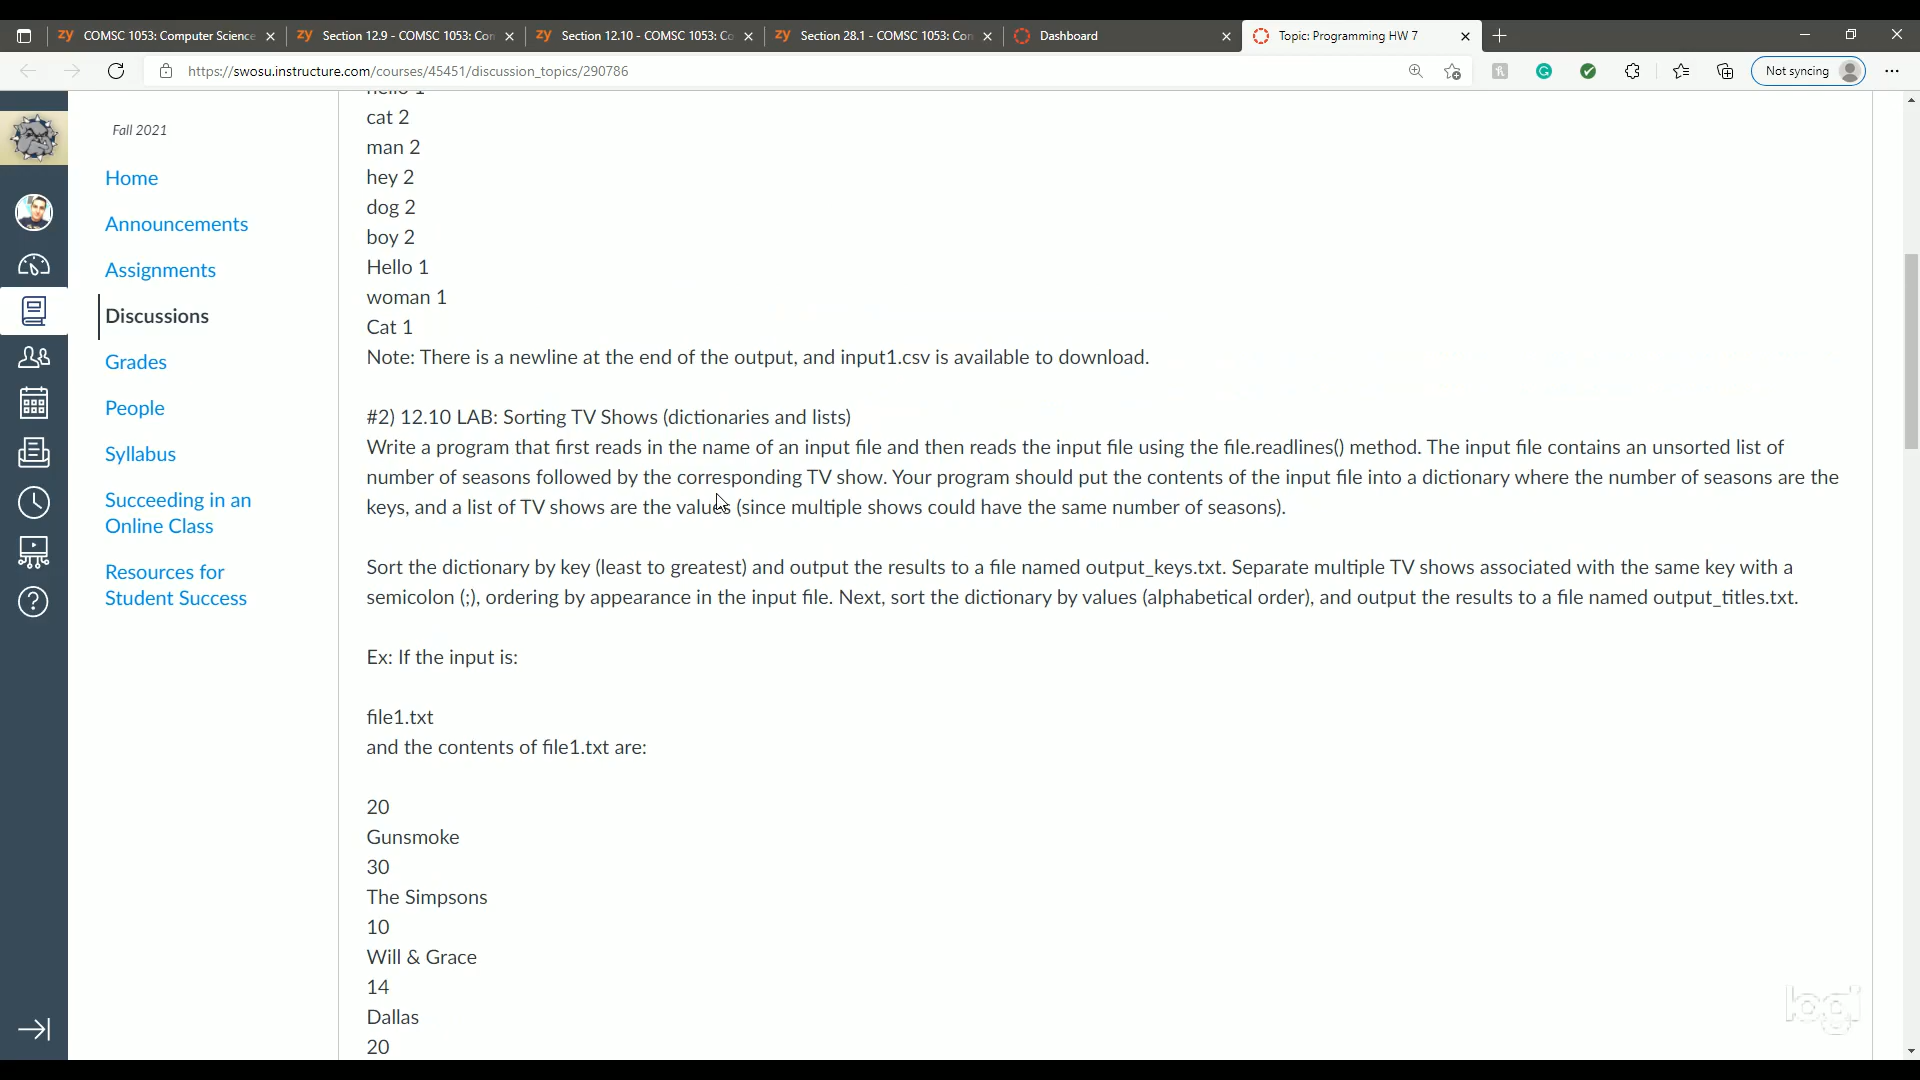 COMSC 1053: Computer Science
Section 12.9 - COMSC 1053: Con
Section 12.10 - COMSC 1053: Co
Section 28.1 - COMSC 1053: Con
Dashboard
Topic: Programming HW 7
https://swosu.instructure.com/courses/45451/discussion_topics/290786
Not syncing
Fall 2021
Home
Announcements
Assignments
Discussions
Grades
People
Syllabus
Succeeding in an
Online Class
Resources for
Student Success
hello 1
cat 2
man 2
hey 2
dog 2
boy 2
Hello 1
woman 1
Cat 1
Note: There is a newline at the end of the output, and input1.csv is available to download.
#2) 12.10 LAB: Sorting TV Shows (dictionaries and lists)
Write a program that first reads in the name of an input file and then reads the input file using the file.readlines() method. The input file contains an unsorted list of
number of seasons followed by the corresponding TV show. Your program should put the contents of the input file into a dictionary where the number of seasons are the
keys, and a list of TV shows are the values (since multiple shows could have the same number of seasons).
Sort the dictionary by key (least to greatest) and output the results to a file named output_keys.txt. Separate multiple TV shows associated with the same key with a
semicolon (;), ordering by appearance in the input file. Next, sort the dictionary by values (alphabetical order), and output the results to a file named output_titles.txt.
Ex: If the input is:
file1.txt
and the contents of file1.txt are:
20
Gunsmoke
30
The Simpsons
10
Will & Grace
14
Dallas
20
logi